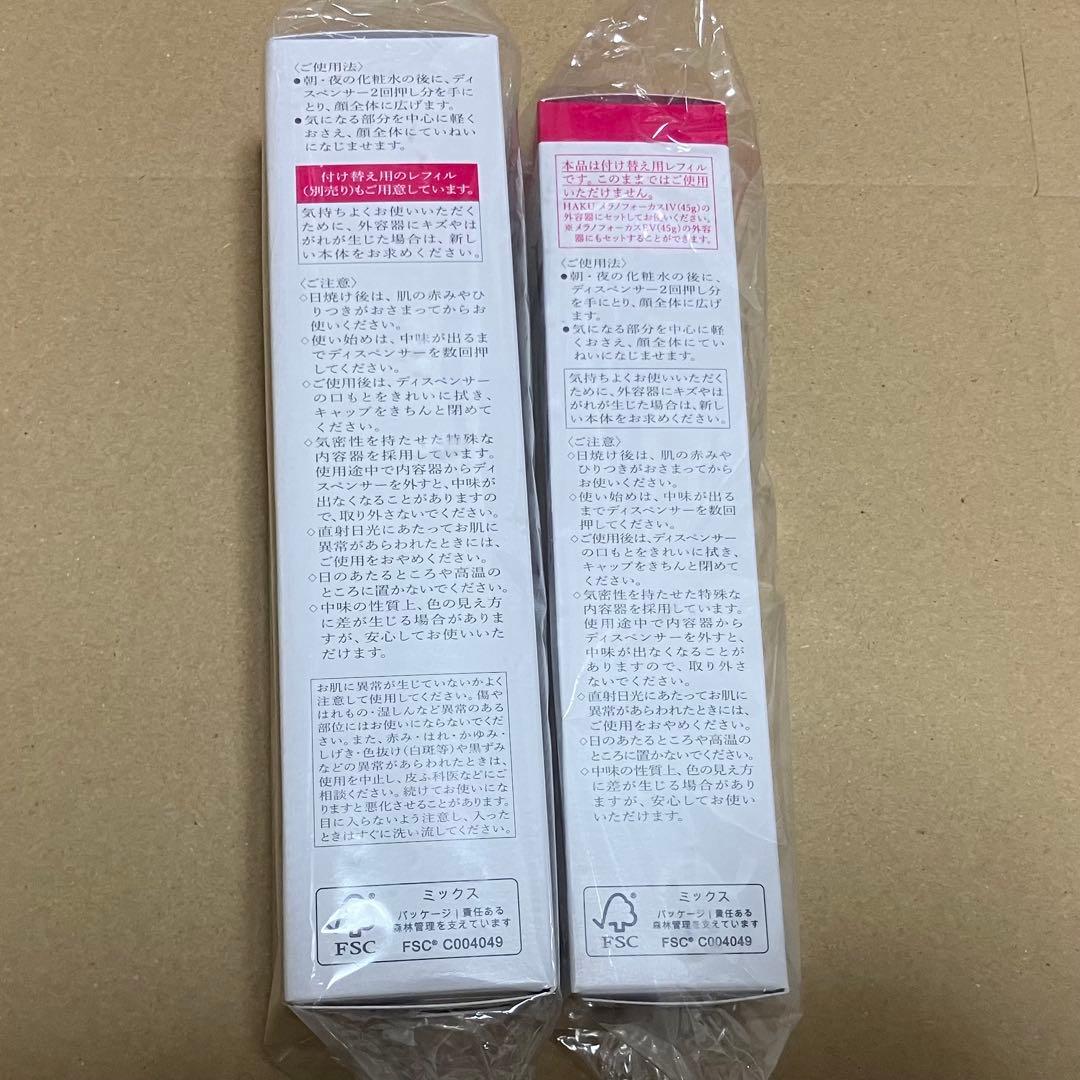 〈ご使用法〉
●朝・夜の化粧水の後に、ディ
スペンサー2回押し分を手に
とり、顔全体に広げます。
●気になる部分を中心に軽く
おさえ、顔全体にていねい
になじませます。
付け替え用のレフィル
(別売り)もご用意しています。
気持ちよくお使いいただく
ために、外容器にキズやは
がれが生じた場合は、新し
い本体をお求めください。
〈ご注意〉
◇日焼け後は、肌の赤みやひ
りつきがおさまってからお
使いください。
◇使い始めは、中味が出るま
でディスペンサーを数回押
してください。
◇ご使用後は、ディスペンサー
の口もとをきれいに拭き、
キャップをきちんと閉めて
ください。
◇気密性を持たせた特殊な
内容器を採用しています。
使用途中で内容器からディ
スペンサーを外すと、中味が
出なくなることがありますの
で、取り外さないでください。
◇直射日光にあたってお肌に
異常があらわれたときには、
ご使用をおやめください。
◇日のあたるところや高温の
ところに置かないでください。
◇中味の性質上、色の見え方
に差が生じる場合がありま
すが、安心してお使いいた
だけます。
お肌に異常が生じていないかよく
注意して使用してください。傷や
はれもの・湿しんなど異常のある
部位にはお使いにならないでくだ
さい。また、赤み・はれ・かゆみ・
しげき・色抜け(白斑等)や黒ずみ
などの異常があらわれたときは、
使用を中止し、皮ふ科医などにご
相談ください。続けてお使いにな
りますと悪化させることがあります。
目に入らないよう注意し、入った
ときはすぐに洗い流してください。
ミックス
パッケージ|責任ある
森林管理を支えています
FSC
FSC® C004049
本品は付け替え用レフィル
です。このままではご使用
いただけません。
HAKU メラノフォーカスIV(45g)の
外容器にセットしてお使いください。
※メラノフォーカスEV(45g)の外容
器にもセットすることができます。
〈ご使用法〉
●朝・夜の化粧水の後に、
ディスペンサー2回押し分
を手にとり、顔全体に広げ
ます。
●気になる部分を中心に軽
くおさえ、顔全体にてい
ねいになじませます。
気持ちよくお使いいただく
ために、外容器にキズやは
がれが生じた場合は、新し
い本体をお求めください。
〈ご注意〉
◇日焼け後は、肌の赤みや
ひりつきがおさまってから
お使いください。
◇使い始めは、中味が出る
までディスペンサーを数回
押してください。
◇ご使用後は、ディスペンサー
の口もとをきれいに拭き、
キャップをきちんと閉めて
ください。
◇気密性を持たせた特殊な
内容器を採用しています。
使用途中で内容器から
ディスペンサーを外すと、
中味が出なくなることが
ありますので、取り外さ
ないでください。
◇直射日光にあたってお肌に
異常があらわれたときには、
ご使用をおやめください。
◇日のあたるところや高温の
ところに置かないでください。
◇中味の性質上、色の見え方
に差が生じる場合があり
ますが、安心してお使い
いただけます。
ミックス
パッケージ|責任ある
森林管理を支えています
FSC
FSC® C004049